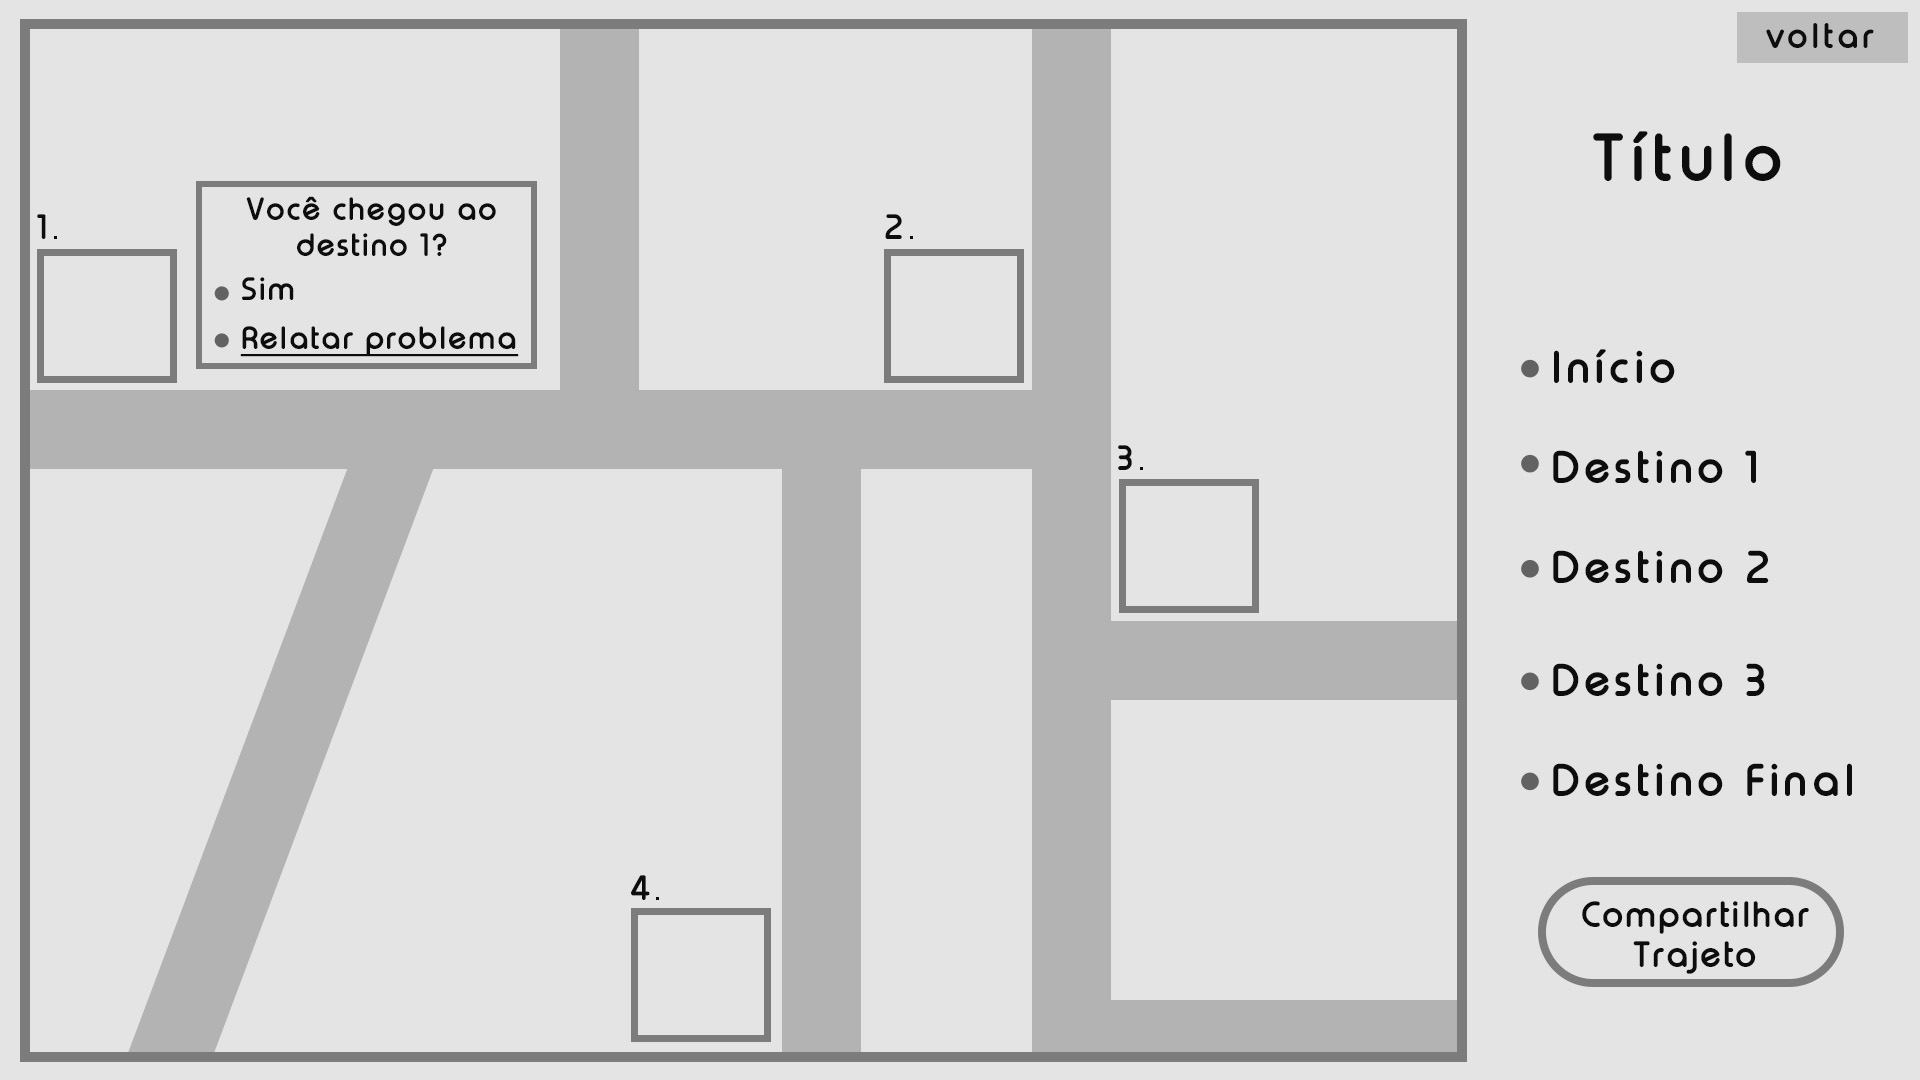 voltar
Título
1.
Você chegou ao
destino 1?
Sim
Relatar problema
2.
3.
4.
Início
Destino 1
Destino 2
Destino 3
Destino Final
Compartilhar
Trajeto